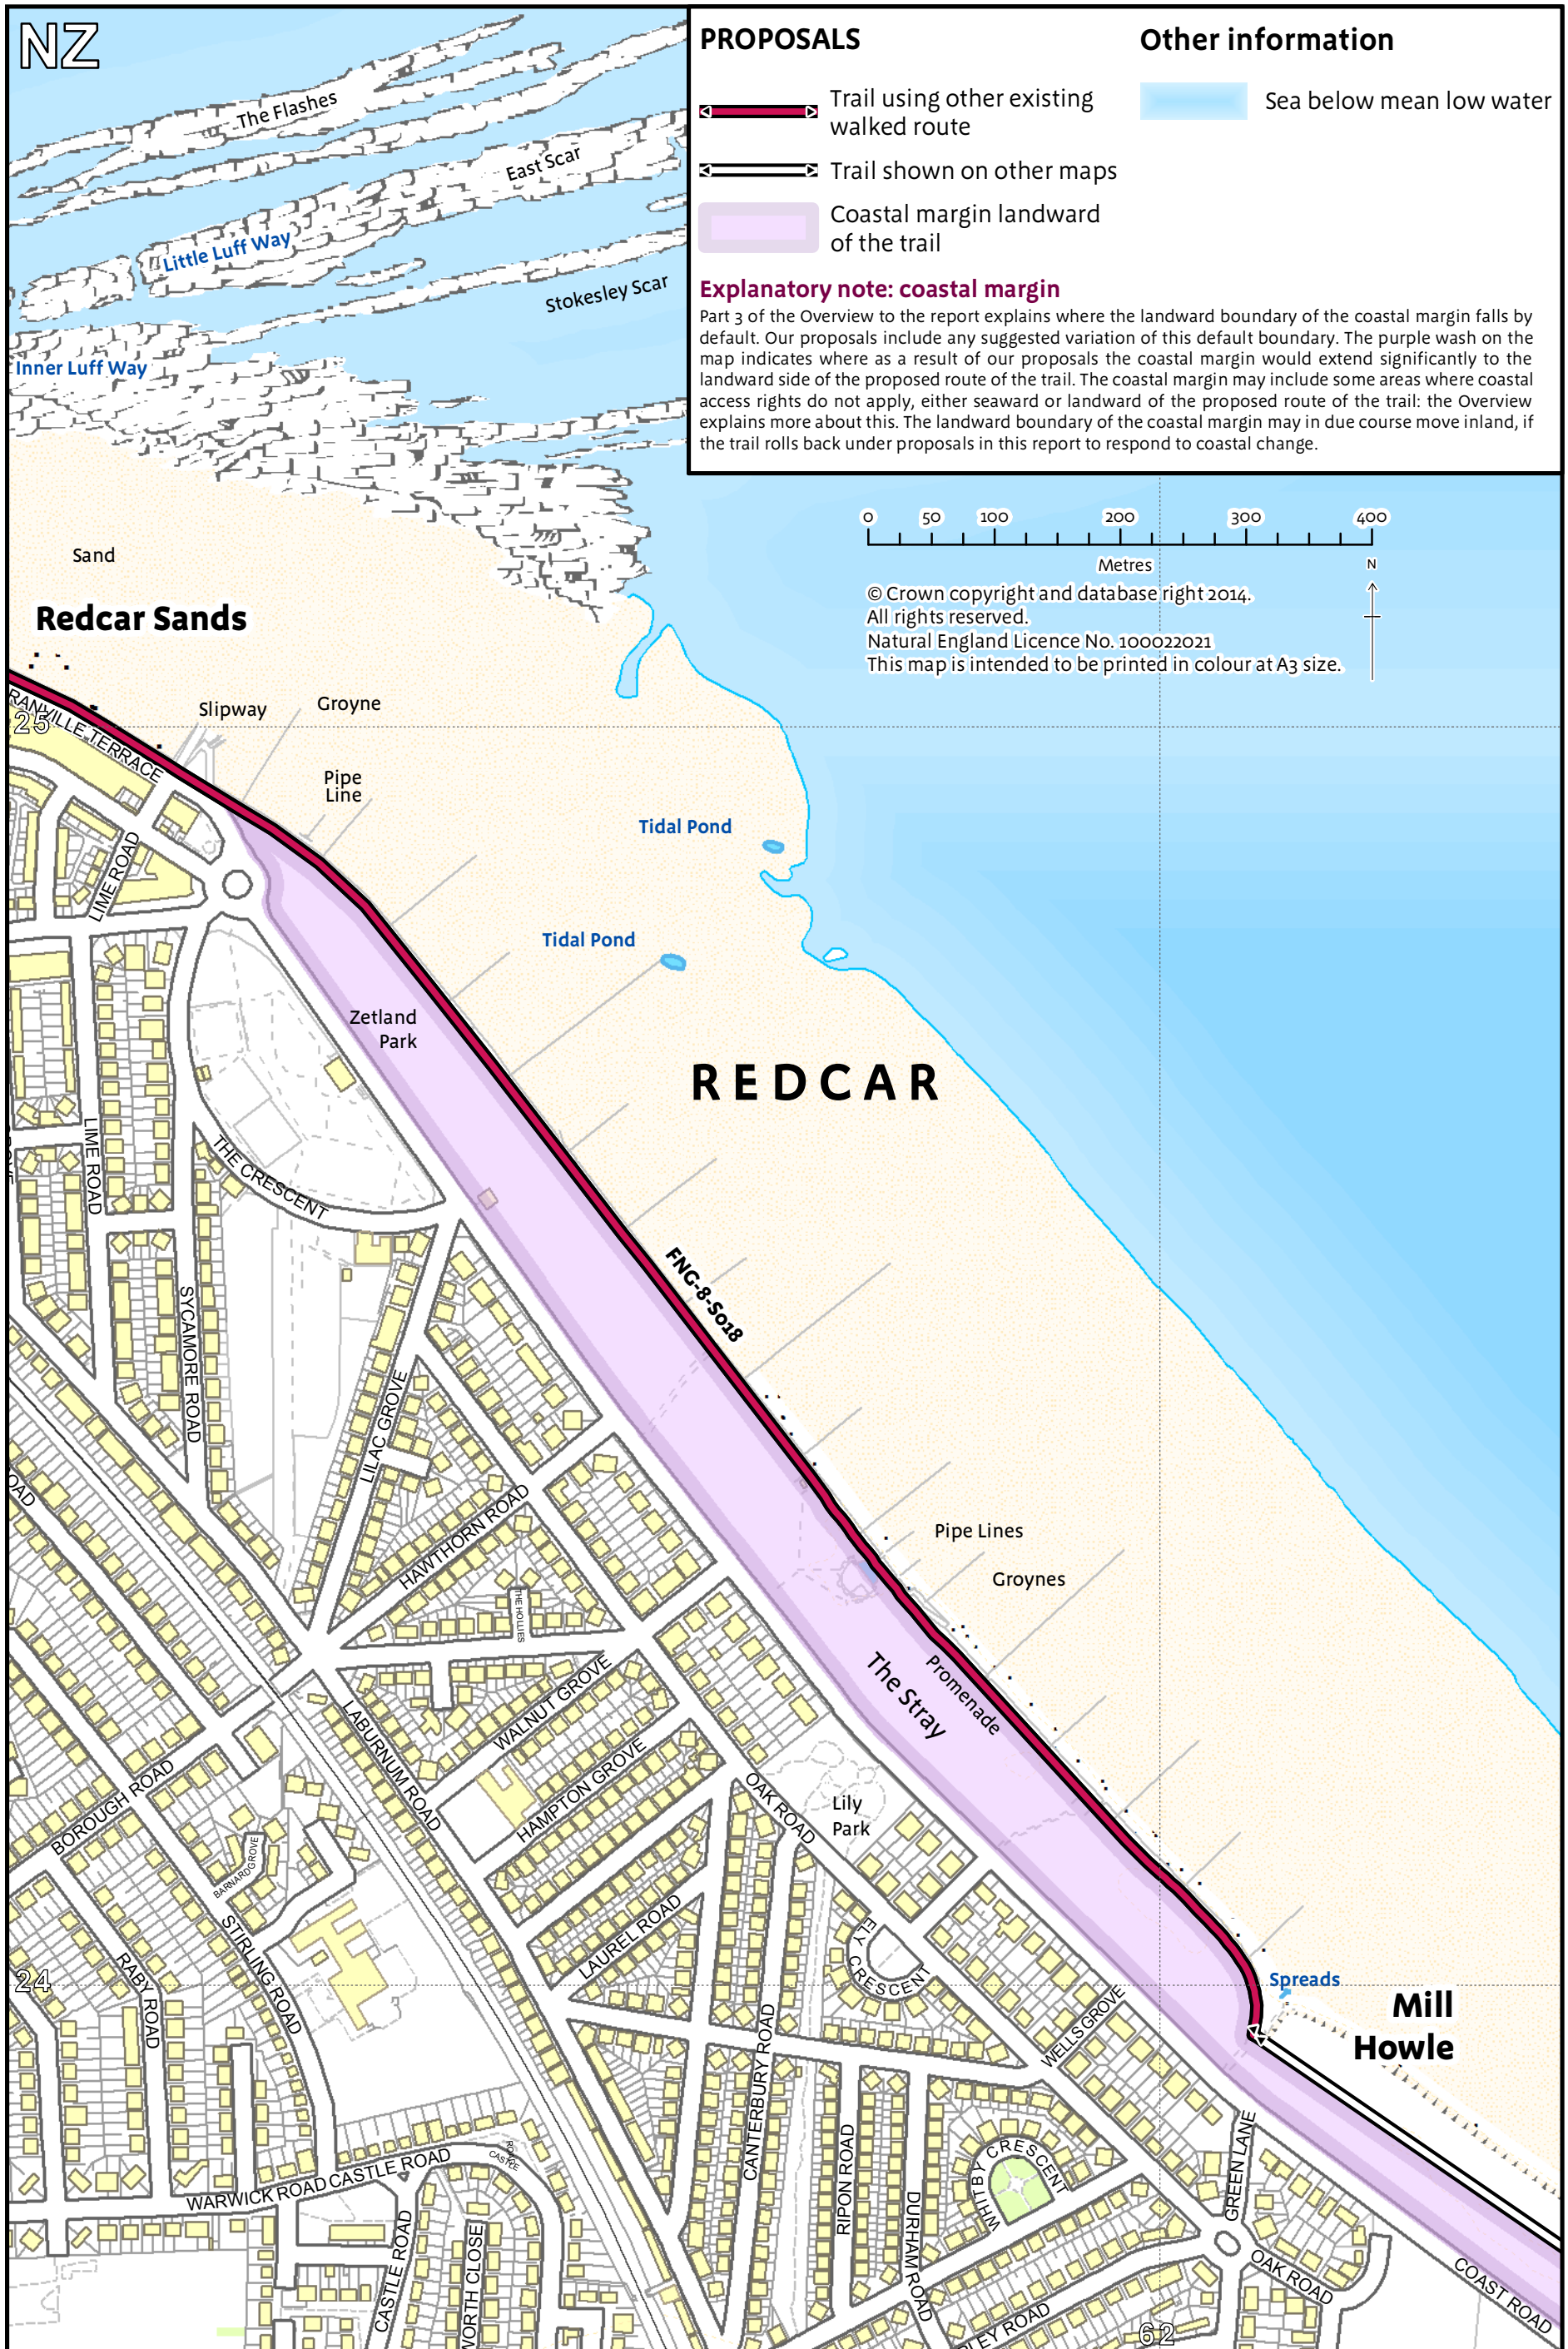 NZ
PROPOSALS
Trail using other existing
walked route
Trail shown on other maps
Coastal margin landward
of the trail
Other information
Sea below mean low water
Explanatory note: coastal margin
Part 3 of the Overview to the report explains where the landward boundary of the coastal margin falls by
default. Our proposals include any suggested variation of this default boundary. The purple wash on the
map indicates where as a result of our proposals the coastal margin would extend significantly to the
landward side of the proposed route of the trail. The coastal margin may include some areas where coastal
access rights do not apply, either seaward or landward of the proposed route of the trail: the Overview
explains more about this. The landward boundary of the coastal margin may in due course move inland, if
the trail rolls back under proposals in this report to respond to coastal change.
The Flashes
East Scar
Little Luff Way
Stokesley Scar
Inner Luff Way
0 50 100 200 300 400
Metres
N
© Crown copyright and database right 2014.
All rights reserved.
Natural England Licence No. 100022021
This map is intended to be printed in colour at A3 size.
Sand
Redcar Sands
RANVILLE TERRACE
25
Slipway
Groyne
Pipe
Line
Tidal Pond
LIME ROAD
Tidal Pond
Zetland
Park
REDCAR
LIME ROAD
THE CRESCENT
FNG-8-S018
SYCAMORE ROAD
LILAC GROVE
OAD
HAWTHORN ROAD
Pipe Lines
Groynes
THE HOLLIES
WALNUT GROVE
The Stray
Promenade
LABURNUM ROAD
HAMPTON GROVE
BOROUGH ROAD
OAK ROAD
Lily
Park
BARNARD GROVE
STIRLING ROAD
LAUREL ROAD
ELY CRESCENT
RABY ROAD
24
Spreads
Mill
Howle
WELLS GROVE
CANTERBURY ROAD
RIPON ROAD
DURHAM ROAD
WHITBY CRESCENT
GREEN LANE
CASTLE ROAD
WARWICK ROAD
CASTLE ROAD
CASTLE ROAD
WORTH CLOSE
OAK ROAD
COAST ROAD
LEY ROAD
62